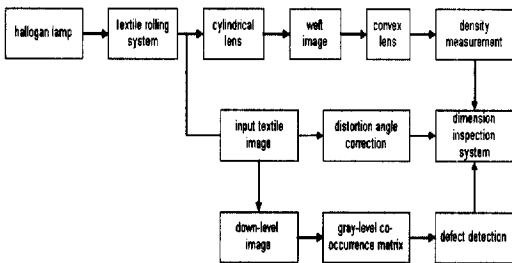 hallogan lamp
textile rolling
system
cylindrical
lens
weft
image
convex
lens
density
measurement
input textile
image
distortion angle
correction
dimension
inspection
system
down-level
image
gray-level co-
occurrence matrix
defect detection